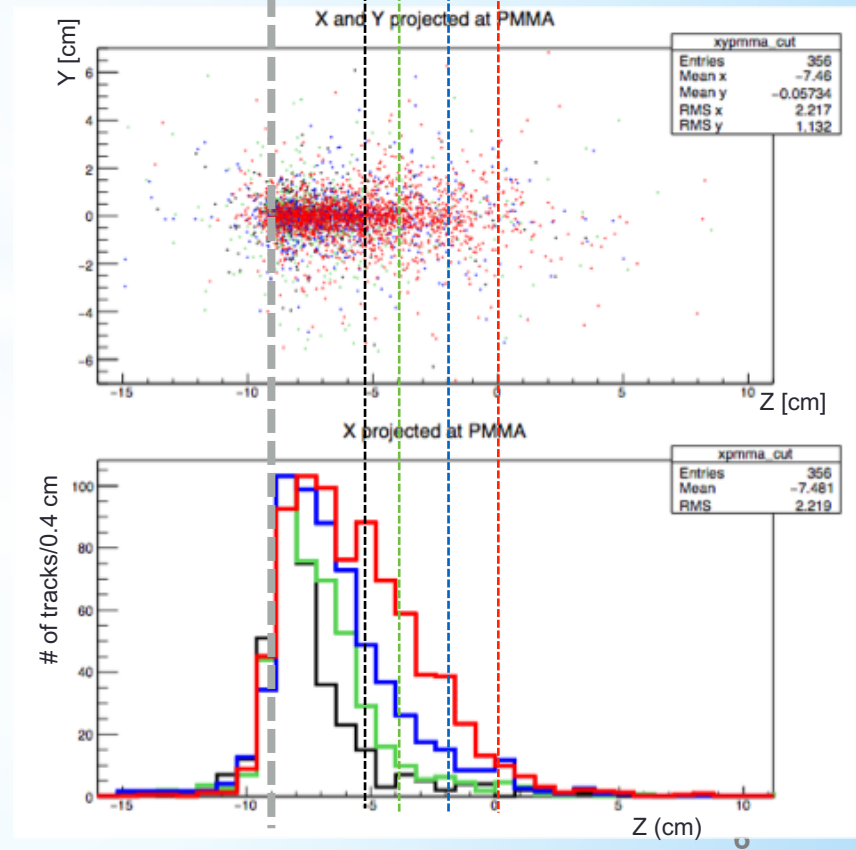 X and Y projected at PMMA
Y [cm]
xypmma_cut
Entries 356
Mean x -7.46
Mean y -0.05734
RMS x 2.217
RMS y 1.132
6
4
2
0
-2
-4
-6
-15 -10 -5 0 5 10
Z [cm]
X projected at PMMA
# of tracks/0.4 cm
xpmma_cut
Entries 356
Mean -7.481
RMS 2.219
100
80
60
40
20
0
-15 -10 -5 0 5 10
Z (cm)